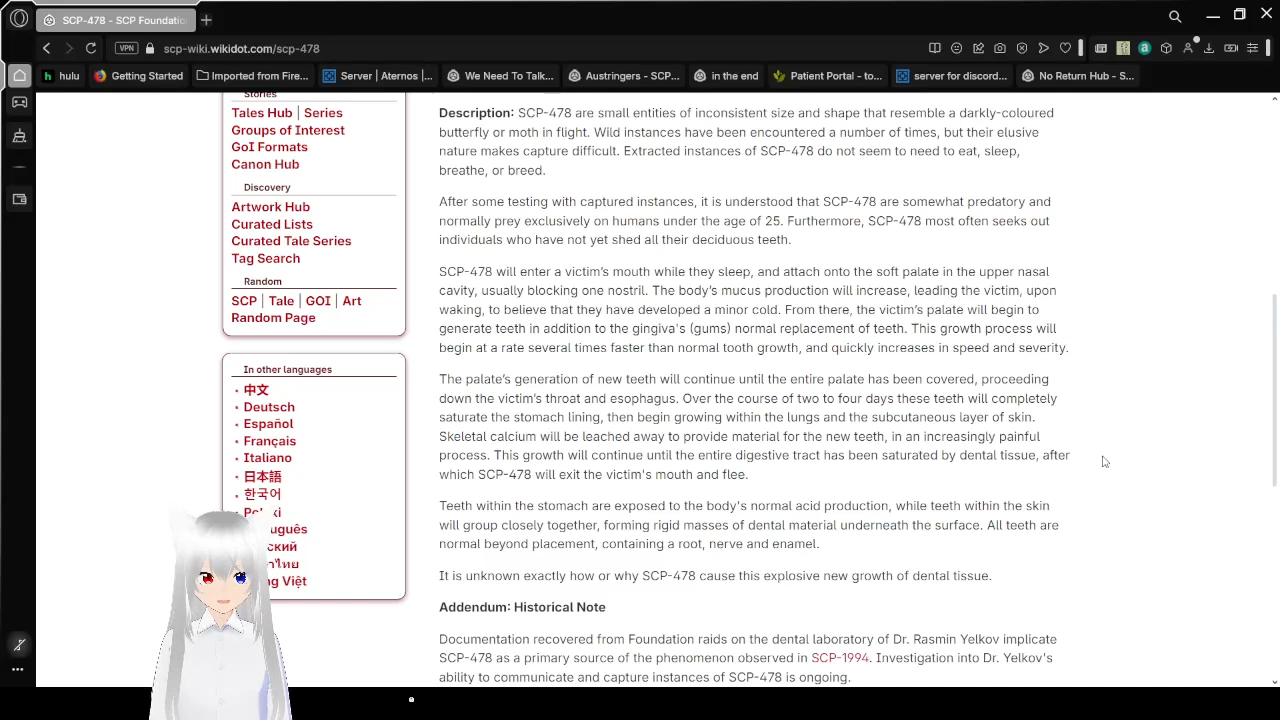 SCP-478 - SCP Foundatio
scp-wiki.wikidot.com/scp-478
VPN
hulu
Getting Started
Imported from Fire...
Server | Aternos |...
We Need To Talk...
Austringers - SCP...
in the end
Patient Portal - to...
server for discord...
No Return Hub - S...
Stories
Tales Hub | Series
Groups of Interest
GoI Formats
Canon Hub
Discovery
Artwork Hub
Curated Lists
Curated Tale Series
Tag Search
Random
SCP | Tale | GOI | Art
Random Page
In other languages
中文
Deutsch
Español
Français
Italiano
日本語
한국어
Description: SCP-478 are small entities of inconsistent size and shape that resemble a darkly-coloured
butterfly or moth in flight. Wild instances have been encountered a number of times, but their elusive
nature makes capture difficult. Extracted instances of SCP-478 do not seem to need to eat, sleep,
breathe, or breed.
After some testing with captured instances, it is understood that SCP-478 are somewhat predatory and
normally prey exclusively on humans under the age of 25. Furthermore, SCP-478 most often seeks out
individuals who have not yet shed all their deciduous teeth.
SCP-478 will enter a victim's mouth while they sleep, and attach onto the soft palate in the upper nasal
cavity, usually blocking one nostril. The body's mucus production will increase, leading the victim, upon
waking, to believe that they have developed a minor cold. From there, the victim's palate will begin to
generate teeth in addition to the gingiva's (gums) normal replacement of teeth. This growth process will
begin at a rate several times faster than normal tooth growth, and quickly increases in speed and severity.
The palate's generation of new teeth will continue until the entire palate has been covered, proceeding
down the victim's throat and esophagus. Over the course of two to four days these teeth will completely
saturate the stomach lining, then begin growing within the lungs and the subcutaneous layer of skin.
Skeletal calcium will be leached away to provide material for the new teeth, in an increasingly painful
process. This growth will continue until the entire digestive tract has been saturated by dental tissue, after
which SCP-478 will exit the victim's mouth and flee.
Teeth within the stomach are exposed to the body's normal acid production, while teeth within the skin
will group closely together, forming rigid masses of dental material underneath the surface. All teeth are
normal beyond placement, containing a root, nerve and enamel.
It is unknown exactly how or why SCP-478 cause this explosive new growth of dental tissue.
Addendum: Historical Note
Documentation recovered from Foundation raids on the dental laboratory of Dr. Rasmin Yelkov implicate
SCP-478 as a primary source of the phenomenon observed in SCP-1994. Investigation into Dr. Yelkov's
ability to communicate and capture instances of SCP-478 is ongoing.